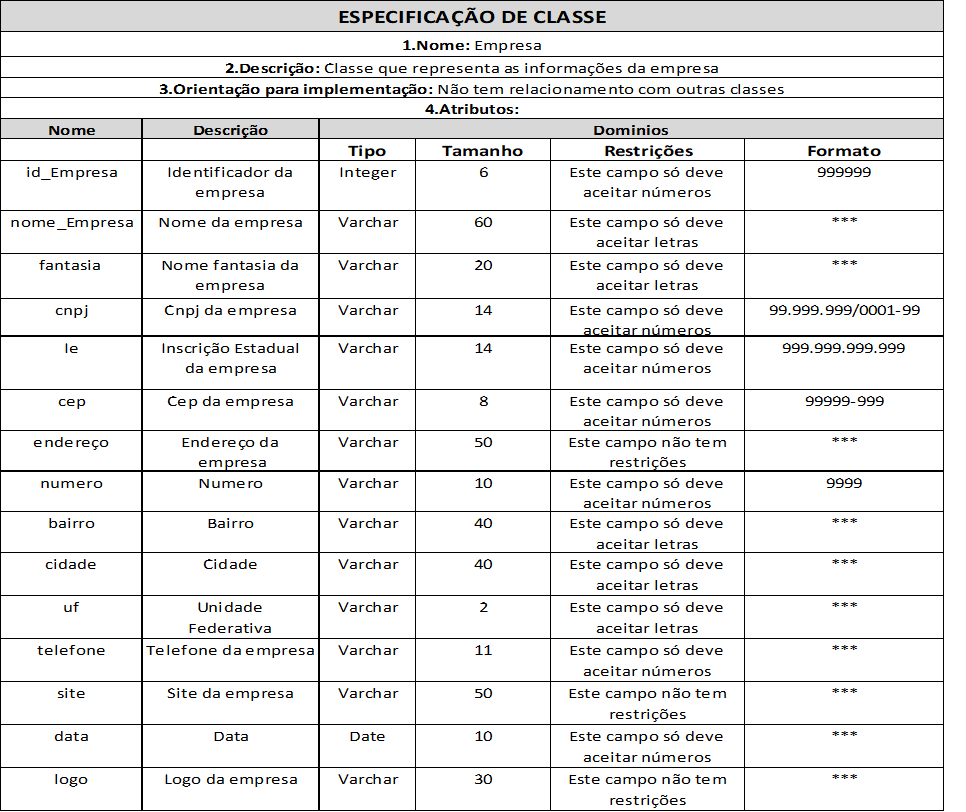 ESPECIFICAÇÃO DE CLASSE
1.Nome: Empresa
2.Descrição: Classe que representa as informações da empresa
3.Orientação para implementação: Não tem relacionamento com outras classes
4.Atributos:
Nome Descrição Dominios
Tipo Tamanho Restrições Formato
id_Empresa Identificador da Integer 6 Este campo só deve 999999
empresa aceitar números
nome_Empresa Nome da empresa Varchar 60 Este campo só deve ***
aceitar letras
fantasia Nome fantasia da Varchar 20 Este campo só deve ***
empresa aceitar letras
cnpj Cnpj da empresa Varchar 14 Este campo só deve 99.999.999/0001-99
aceitar números
Ie Inscrição Estadual Varchar 14 Este campo só deve 999.999.999.999
da empresa aceitar números
cep Cep da empresa Varchar 8 Este campo só deve 99999-999
aceitar números
endereço Endereço da Varchar 50 Este campo não tem ***
empresa restrições
numero Numero Varchar 10 Este campo só deve 9999
aceitar números
bairro Bairro Varchar 40 Este campo só deve ***
aceitar letras
cidade Cidade Varchar 40 Este campo só deve ***
aceitar letras
uf Unidade Varchar 2 Este campo só deve ***
Federativa aceitar letras
telefone Telefone da empresa Varchar 11 Este campo só deve ***
aceitar números
site Site da empresa Varchar 50 Este campo não tem ***
restrições
data Data Date 10 Este campo só deve ***
aceitar números
logo Logo da empresa Varchar 30 Este campo não tem ***
restrições